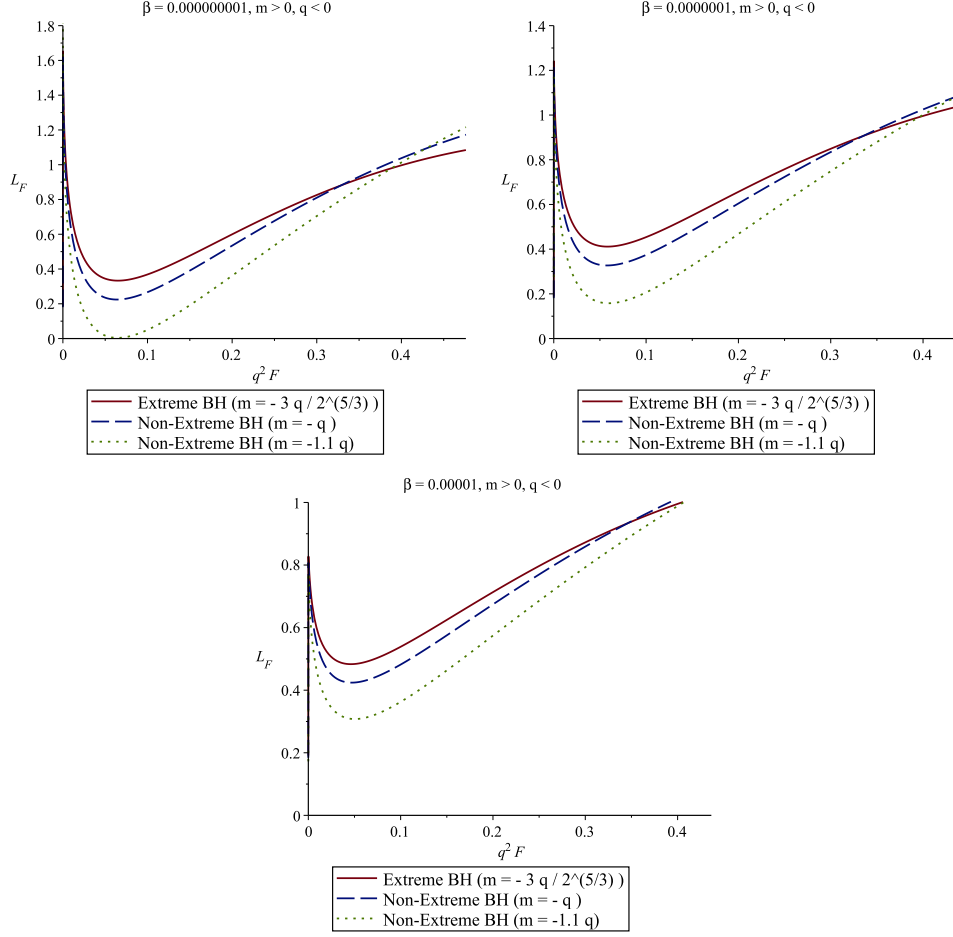 β = 0.000000001, m > 0, q < 0
1.8
1.6
1.4
1.2
1
0.8
0.6
0.4
0.2
0
L_F
0
0.1
0.2
0.3
0.4
q² F
Extreme BH (m = - 3 q / 2^(5/3) )
Non-Extreme BH (m = - q )
Non-Extreme BH (m = -1.1 q)
β = 0.0000001, m > 0, q < 0
1.4
1.2
1
0.8
0.6
0.4
0.2
0
L_F
0
0.1
0.2
0.3
0.4
q² F
Extreme BH (m = - 3 q / 2^(5/3) )
Non-Extreme BH (m = - q )
Non-Extreme BH (m = -1.1 q)
β = 0.00001, m > 0, q < 0
1
0.8
0.6
0.4
0.2
0
L_F
0
0.1
0.2
0.3
0.4
q² F
Extreme BH (m = - 3 q / 2^(5/3) )
Non-Extreme BH (m = - q )
Non-Extreme BH (m = -1.1 q)